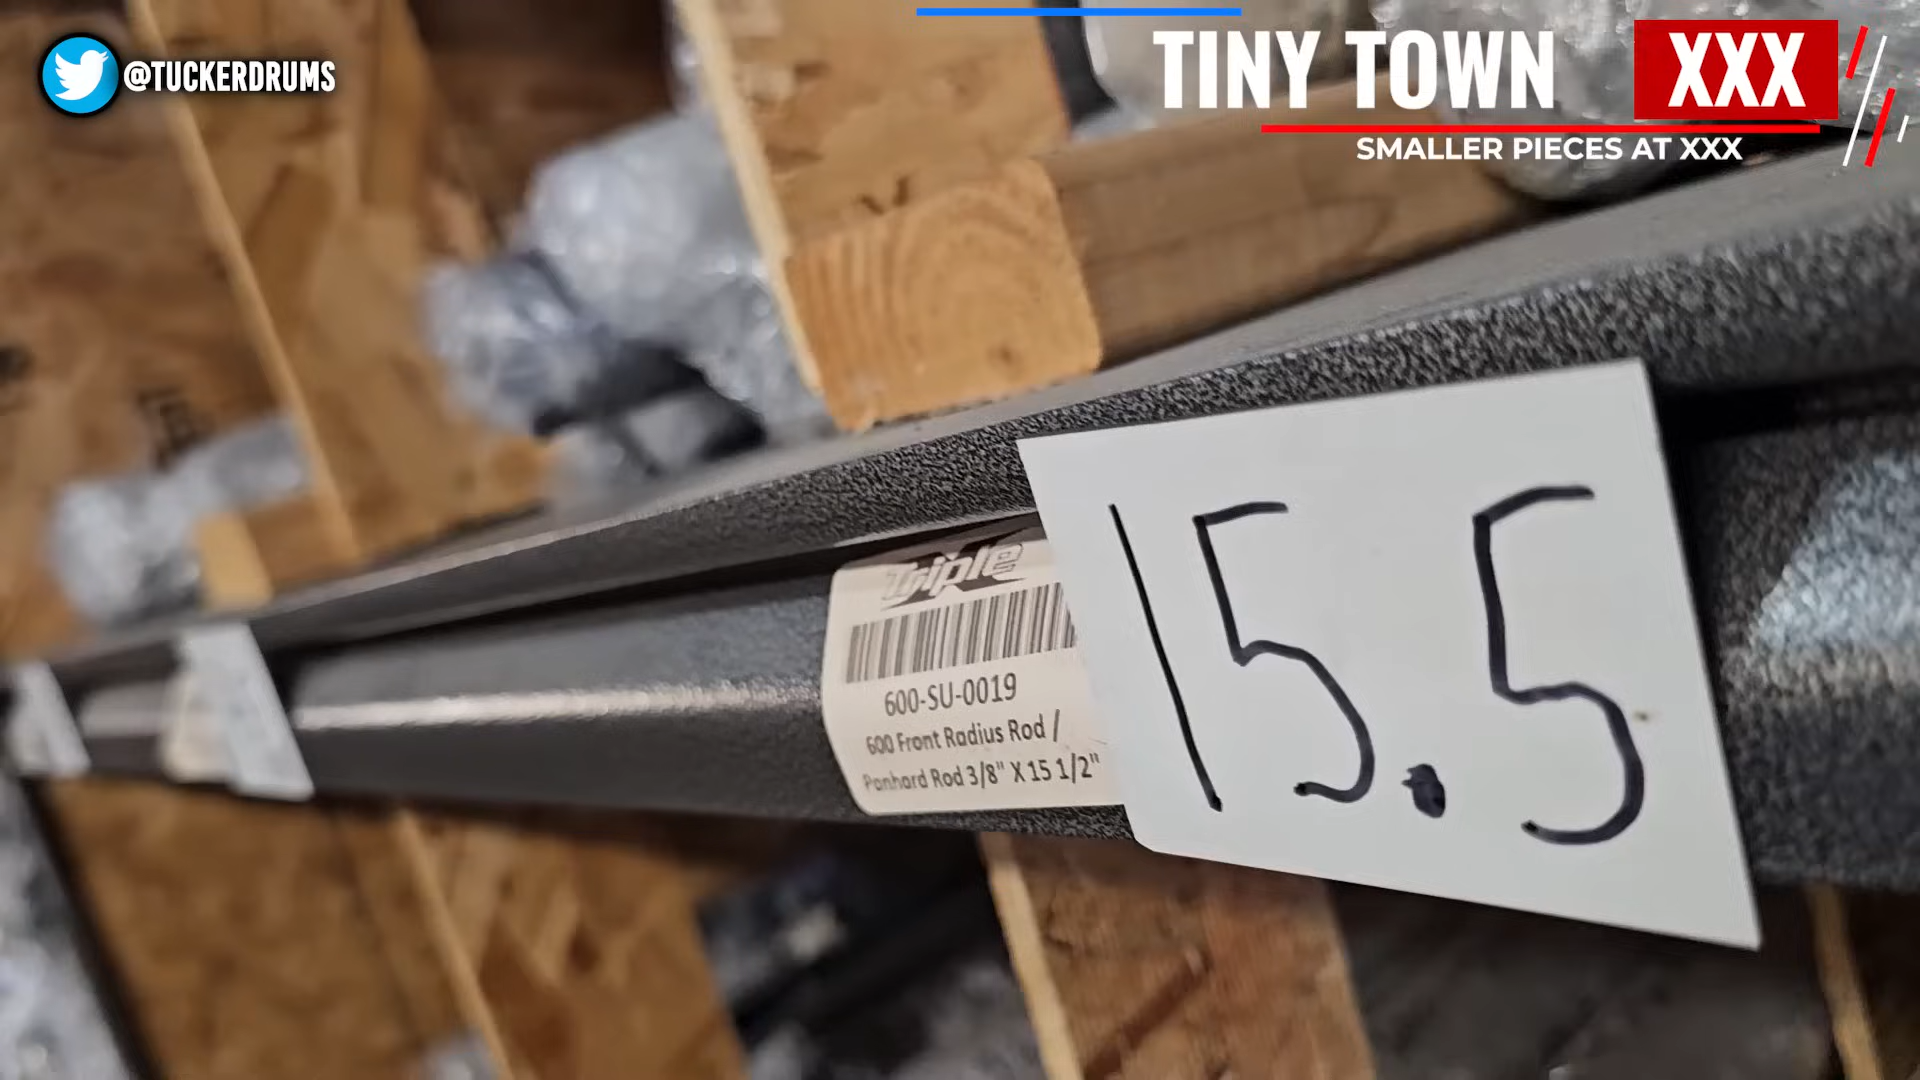 @TUCKERDRUMS
TINY TOWN XXX
SMALLER PIECES AT XXX
Triple
600-SU-0019
600 Front Radius Rod /
Panhard Rod 3/8" X 15 1/2"
15.5